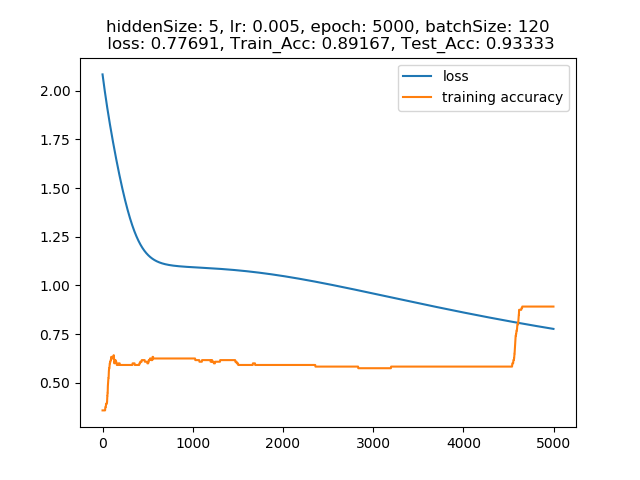 hiddenSize: 5, lr: 0.005, epoch: 5000, batchSize: 120
loss: 0.77691, Train_Acc: 0.89167, Test_Acc: 0.93333
loss
training accuracy
2.00
1.75
1.50
1.25
1.00
0.75
0.50
0 1000 2000 3000 4000 5000